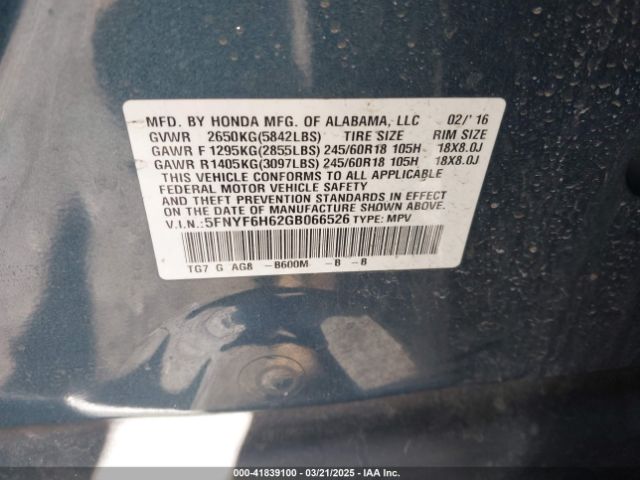 MFD. BY HONDA MFG. OF ALABAMA, LLC 02/'16
GVWR 2650KG(5842LBS) TIRE SIZE RIM SIZE
GAWR F 1295KG(2855LBS) 245/60R18 105H 18X8.0J
GAWR R 1405KG(3097LBS) 245/60R18 105H 18X8.0J
THIS VEHICLE CONFORMS TO ALL APPLICABLE
FEDERAL MOTOR VEHICLE SAFETY
AND THEFT PREVENTION STANDARDS IN
EFFECT ON THE DATE OF MANUFACTURE SHOWN ABOVE.
V.I.N.:5FNYF6H62GB066526 TYPE: MPV
TG7 G AG8 -B600M -B -B
000-41839100 - 03/21/2025 - IAA Inc.